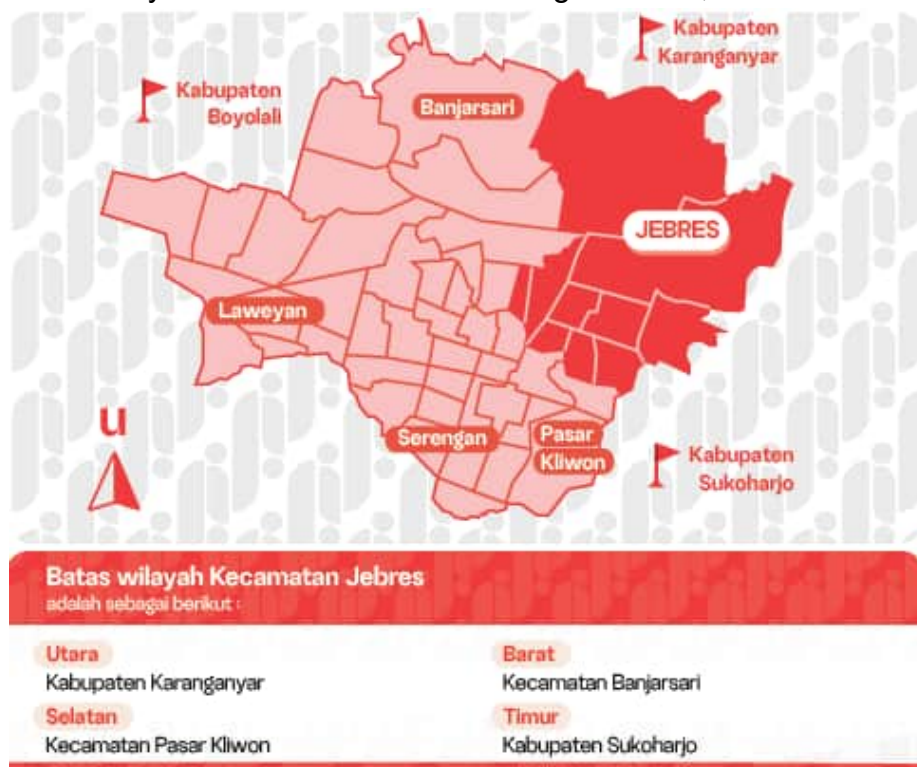 Kabupaten
Karanganyar
Kabupaten
Boyolali
Banjarsari
JEBRES
Laweyan
u
Serengan
Pasar
Kliwon
Kabupaten
Sukoharjo
Batas wilayah Kecamatan Jebres
adalah sebagai berikut :
Utara
Kabupaten Karanganyar
Selatan
Kecamatan Pasar Kliwon
Barat
Kecamatan Banjarsari
Timur
Kabupaten Sukoharjo